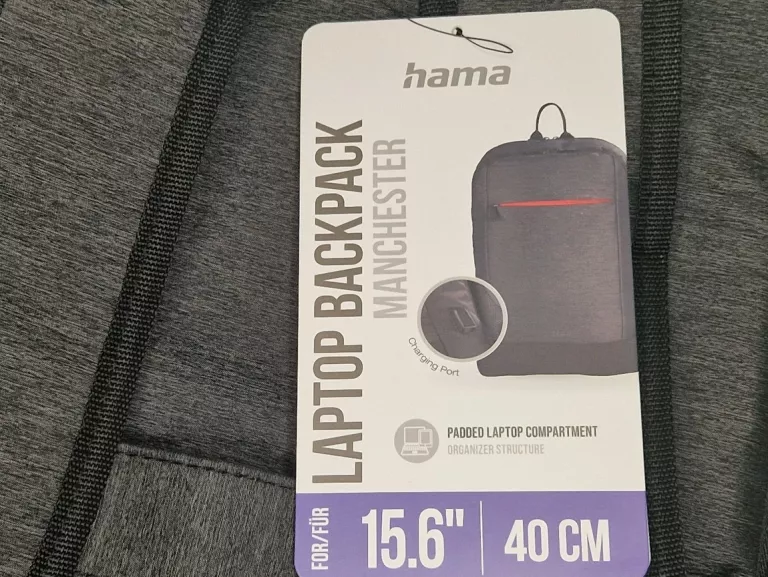 hama
LAPTOP BACKPACK
MANCHESTER
Charging Port
PADDED LAPTOP COMPARTMENT
ORGANIZER STRUCTURE
FOR/FÜR
15.6"
40 CM